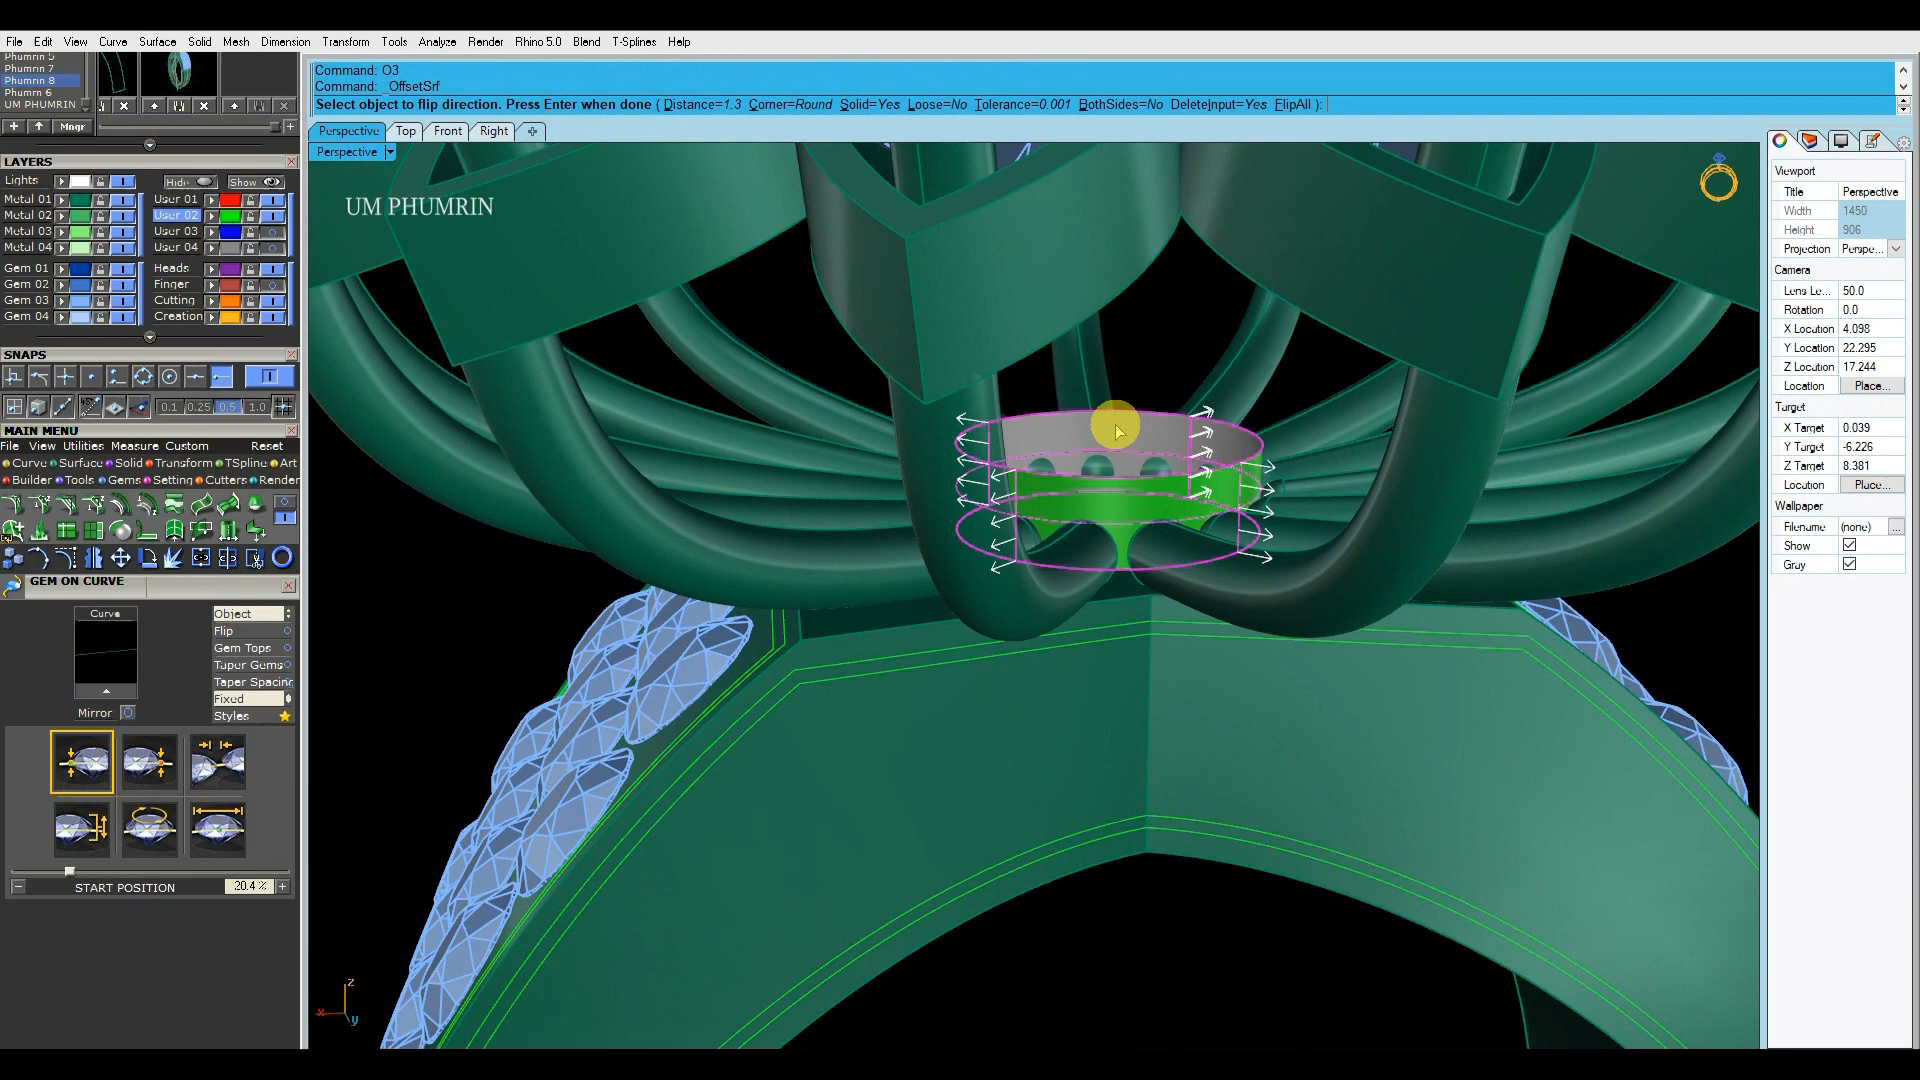 File Edit View Curve Surface Solid Mesh Dimension Transform Tools Analyze Render Rhino 5.0 Blend T-Splines Help
Phumrin 7
Phumrin 8
Phumrin 6
UM PHUMRIN
Mngr
Command: O3
Command: _OffsetSrf
Select object to flip direction. Press Enter when done ( Distance=1.3 Corner=Round Solid=Yes Loose=No Tolerance=0.001 BothSides=No DeleteInput=Yes FlipAll ):
Perspective Top Front Right
Perspective
UM PHUMRIN
LAYERS
Lights Hide Show
Metal 01 User 01
Metal 02 User 02
Metal 03 User 03
Metal 04 User 04
Gem 01 Heads
Gem 02 Finger
Gem 03 Cutting
Gem 04 Creation
SNAPS
0.1 0.25 0.5 1.0
MAIN MENU
File View Utilities Measure Custom Reset
Curve Surface Solid Transform TSpline Art
Builder Tools Gems Setting Cutters Render
GEM ON CURVE
Curve
Object
Flip
Gem Tops
Taper Gems
Taper Spacing
Fixed
Styles
Mirror
START POSITION 20.4 %
z
x
y
Viewport
Title Perspective
Width 1450
Height 906
Projection Perspe...
Camera
Lens Le... 50.0
Rotation 0.0
X Location 4.098
Y Location 22.295
Z Location 17.244
Location Place...
Target
X Target 0.039
Y Target -6.226
Z Target 8.381
Location Place...
Wallpaper
Filename (none) ...
Show
Gray